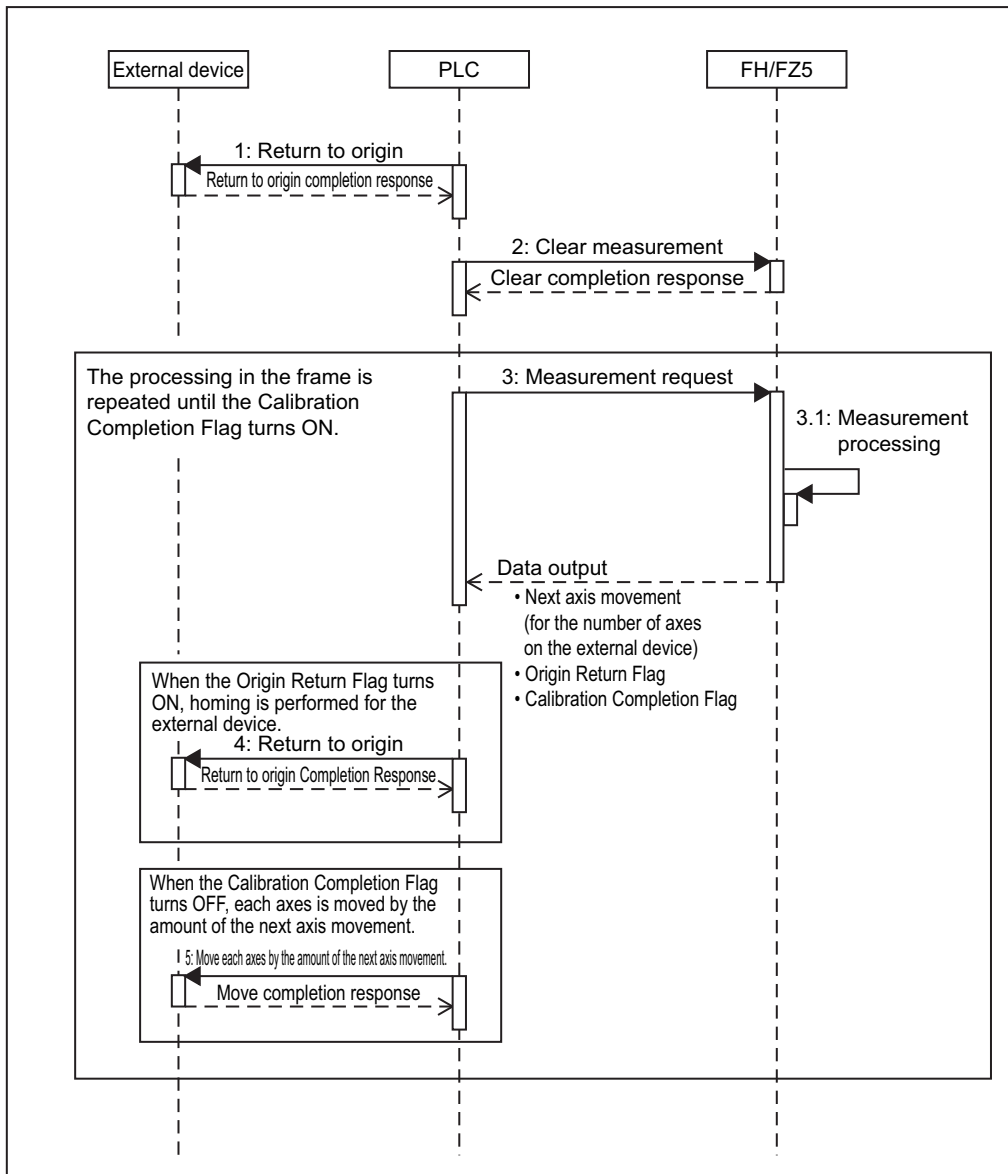 External device
PLC
FH/FZ5
1: Return to origin
Return to origin completion response
2: Clear measurement
Clear completion response
The processing in the frame is
repeated until the Calibration
Completion Flag turns ON.
3: Measurement request
3.1: Measurement
processing
Data output
• Next axis movement
(for the number of axes
on the external device)
• Origin Return Flag
• Calibration Completion Flag
When the Origin Return Flag turns
ON, homing is performed for the
external device.
4: Return to origin
Return to origin Completion Response
When the Calibration Completion Flag
turns OFF, each axes is moved by the
amount of the next axis movement.
5: Move each axes by the amount of the next axis movement.
Move completion response